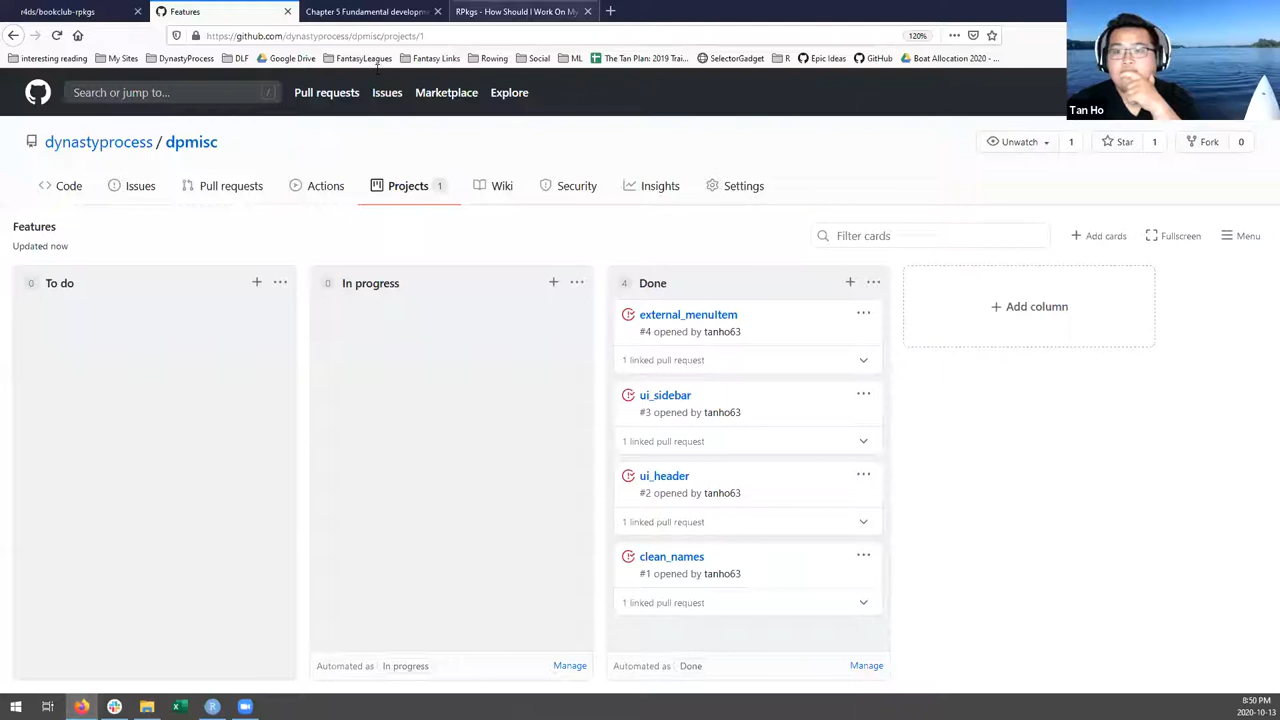 r4ds/bookclub-rpkgs
Features
Chapter 5 Fundamental developm
RPkgs - How Should I Work On My
https://github.com/dynastyprocess/dpmisc/projects/1
120%
interesting reading
My Sites
DynastyProcess
DLF
Google Drive
FantasyLeagues
Fantasy Links
Rowing
Social
ML
The Tan Plan: 2019 Trai...
SelectorGadget
R
Epic Ideas
GitHub
Boat Allocation 2020 - ...
Tan Ho
Search or jump to...
/
Pull requests
Issues
Marketplace
Explore
dynastyprocess / dpmisc
Unwatch
1
Star
1
Fork
0
Code
Issues
Pull requests
Actions
Projects 1
Wiki
Security
Insights
Settings
Features
Updated now
Filter cards
Add cards
Fullscreen
Menu
0 To do
0 In progress
4 Done
Add column
external_menuItem
#4 opened by tanho63
1 linked pull request
ui_sidebar
#3 opened by tanho63
1 linked pull request
ui_header
#2 opened by tanho63
1 linked pull request
clean_names
#1 opened by tanho63
1 linked pull request
Automated as In progress Manage
Automated as Done Manage
8:50 PM
2020-10-13